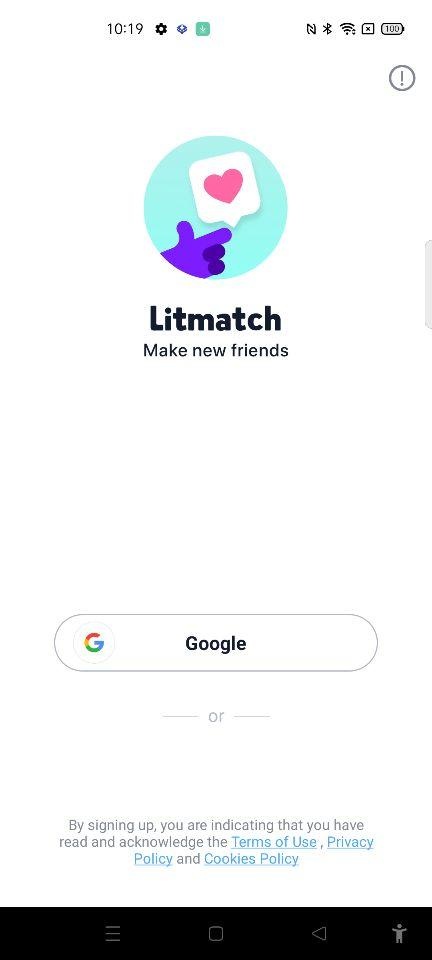 10:19
100
Litmatch
Make new friends
Google
or
By signing up, you are indicating that you have
read and acknowledge the Terms of Use , Privacy
Policy and Cookies Policy